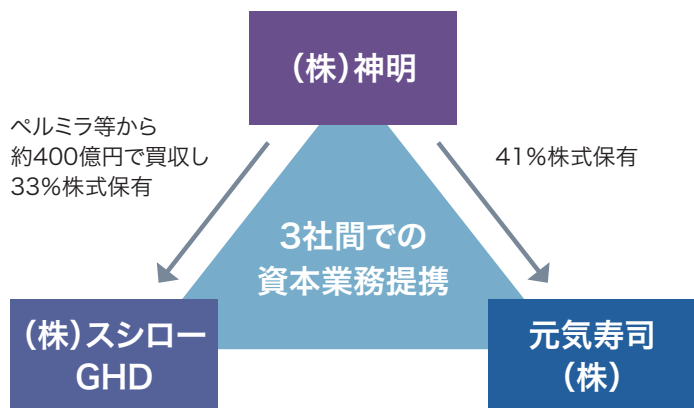 （株）神明
ペルミラ等から
約400億円で買収し
33％株式保有
41％株式保有
3社間での
資本業務提携
（株）スシロー
GHD
元気寿司
（株）